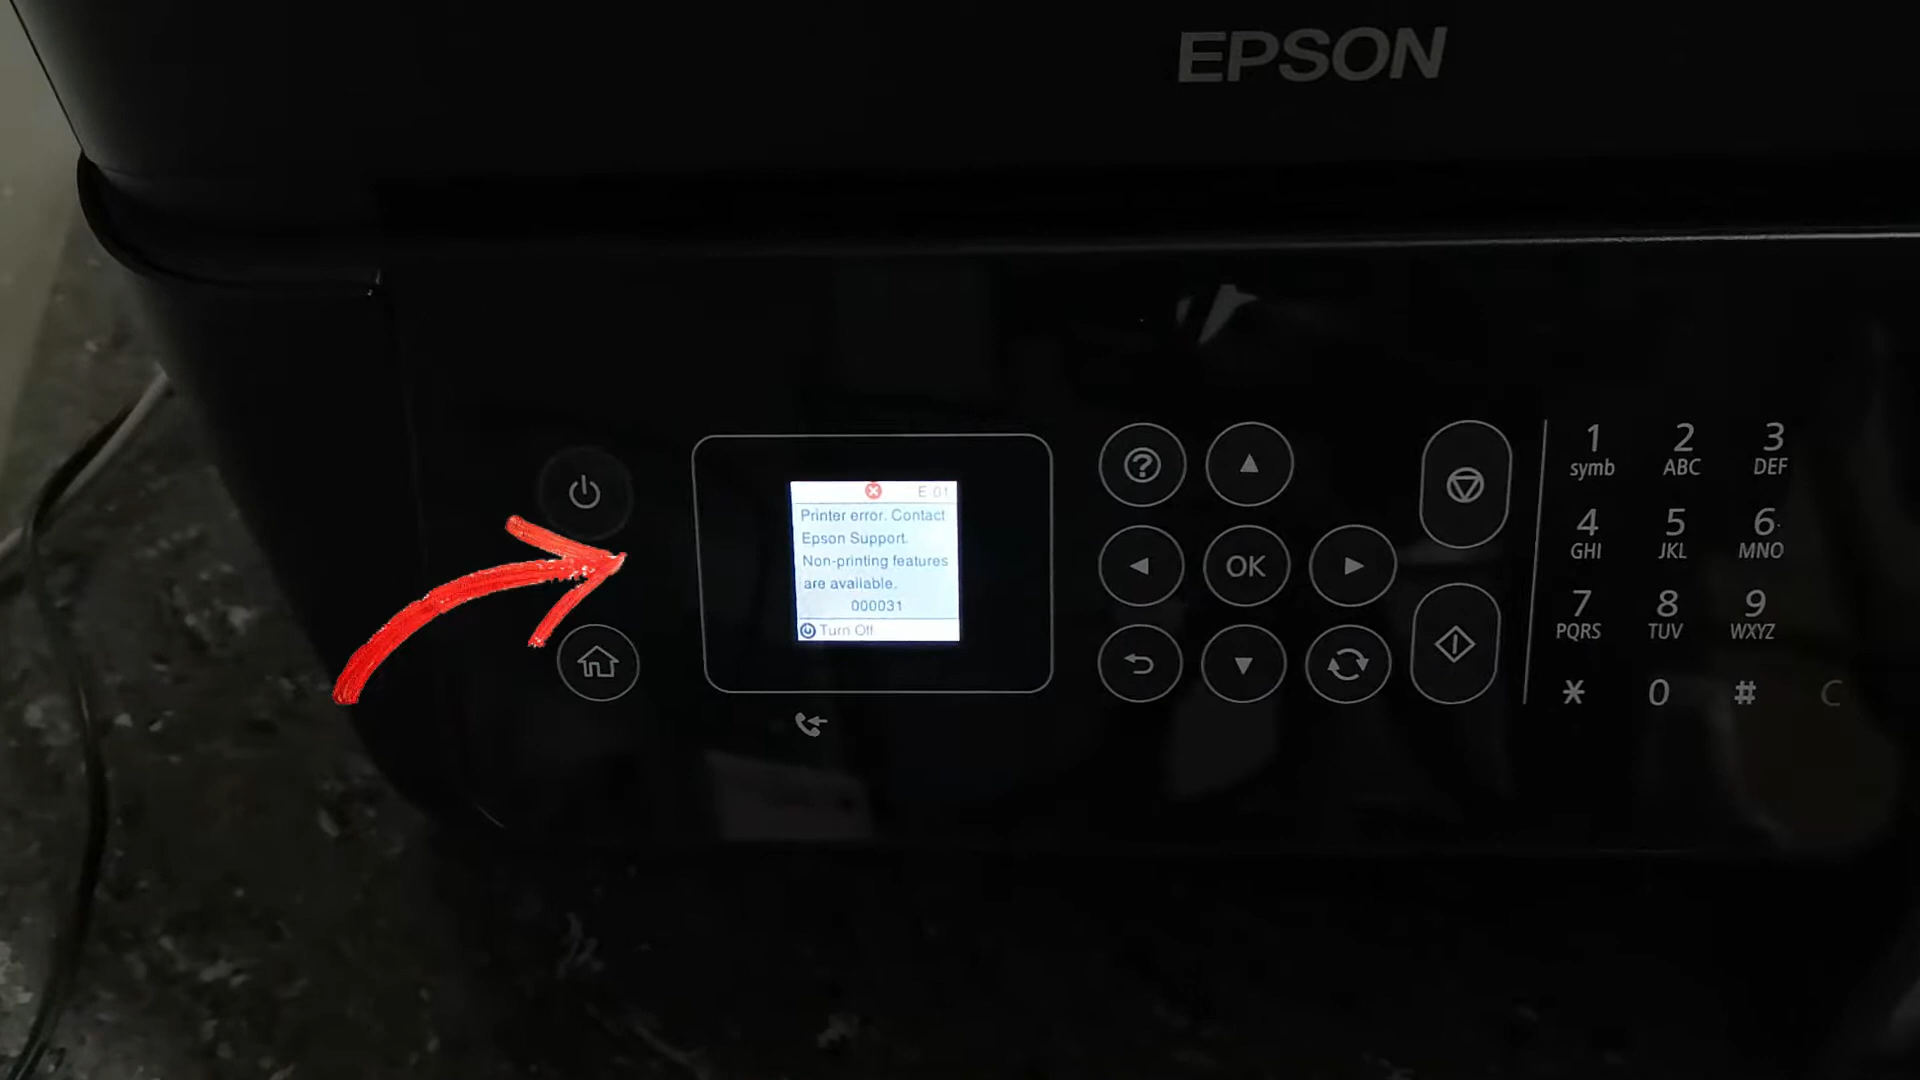 EPSON
E-01
Printer error. Contact
Epson Support.
Non-printing features
are available.
000031
Turn Off
OK
1 2 3
symb ABC DEF
4 5 6
GHI JKL MNO
7 8 9
PQRS TUV WXYZ
* 0 # C